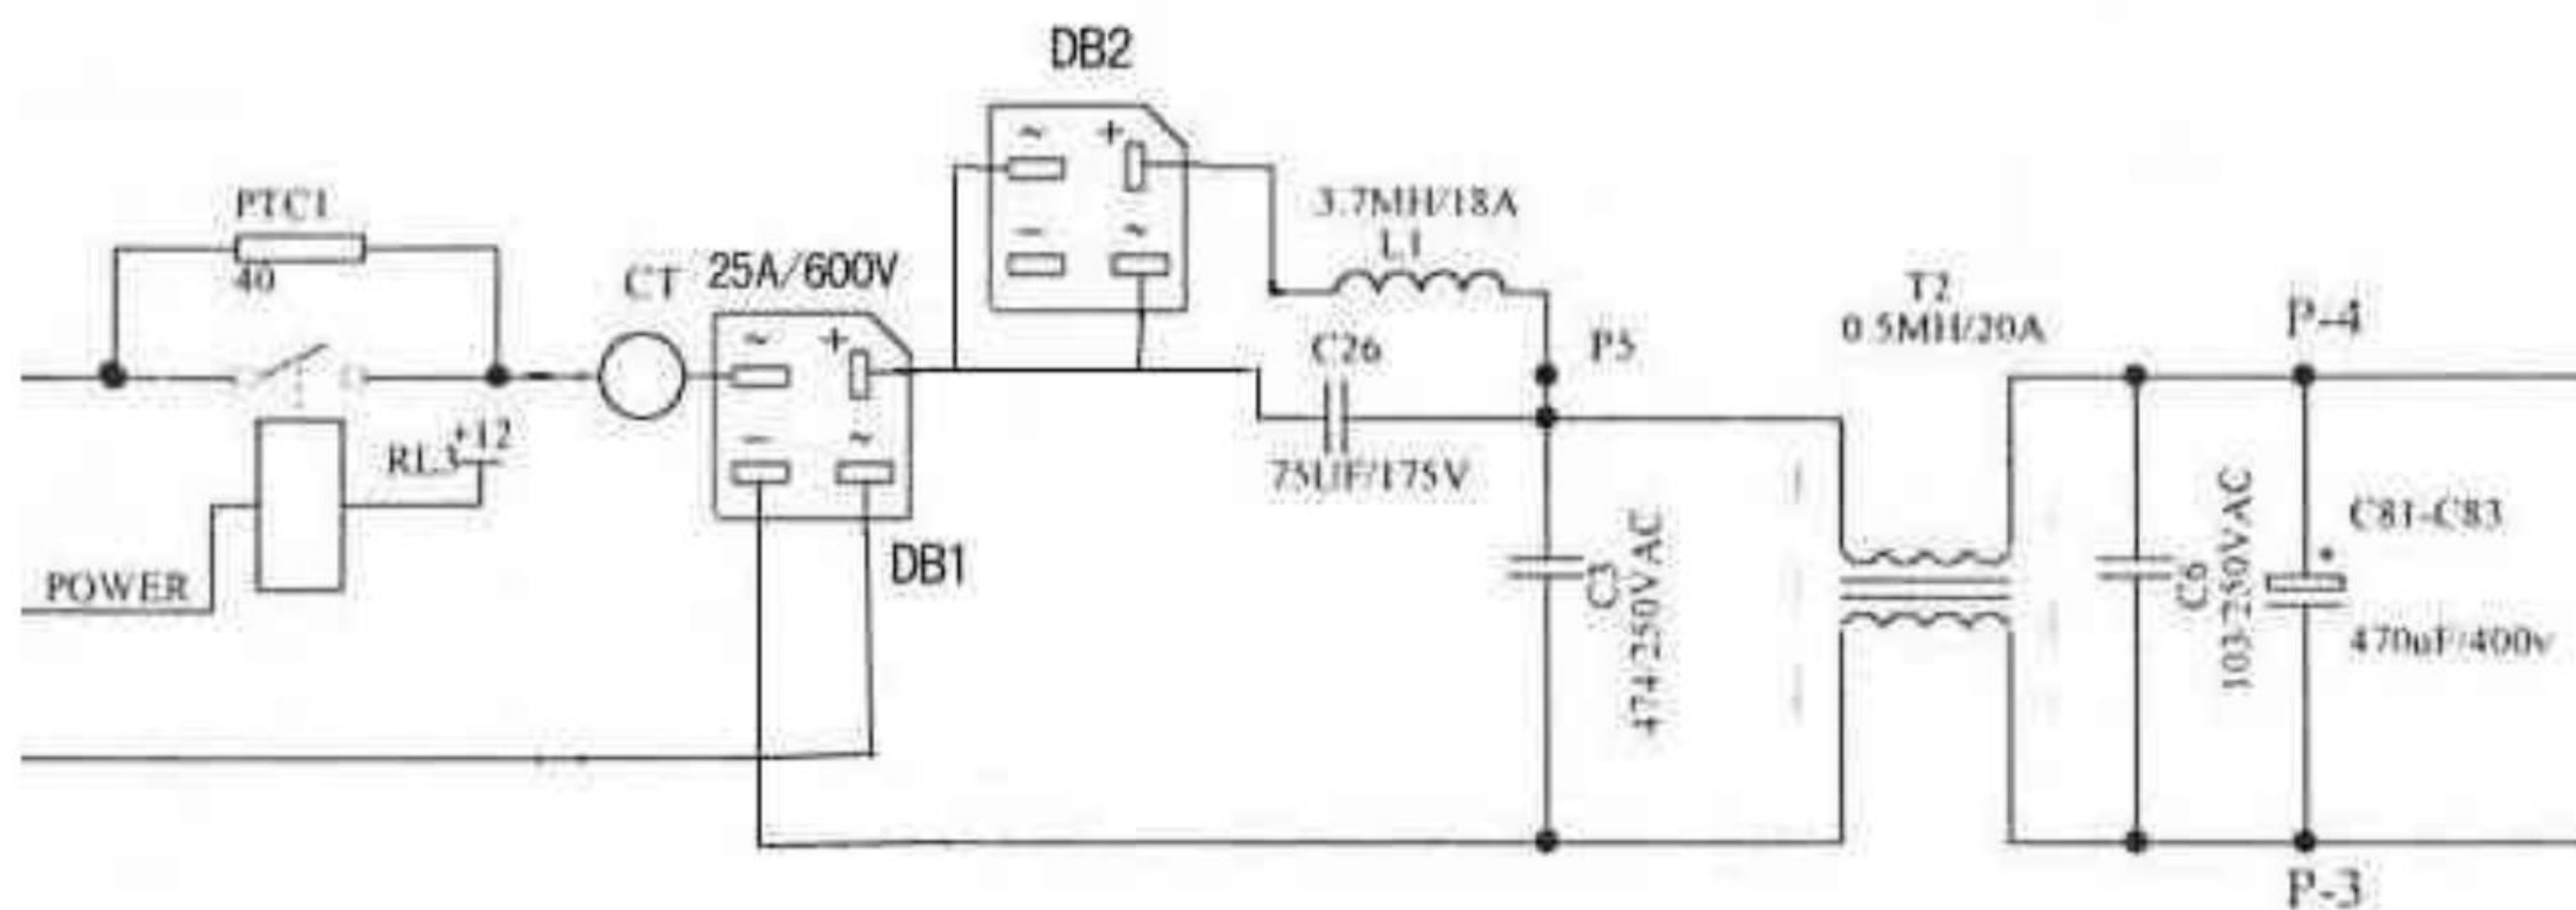 DB2
~ +
- ~
PTC1
40
CT
25A/600V
~ +
- ~
DB1
3.7MH/18A
L1
C26
75UF/175V
P5
T2
0.5MH/20A
P-4
RL3
+12
POWER
C3
474/250VAC
C6
103/250VAC
C81-C83
470uF/400v
P-3